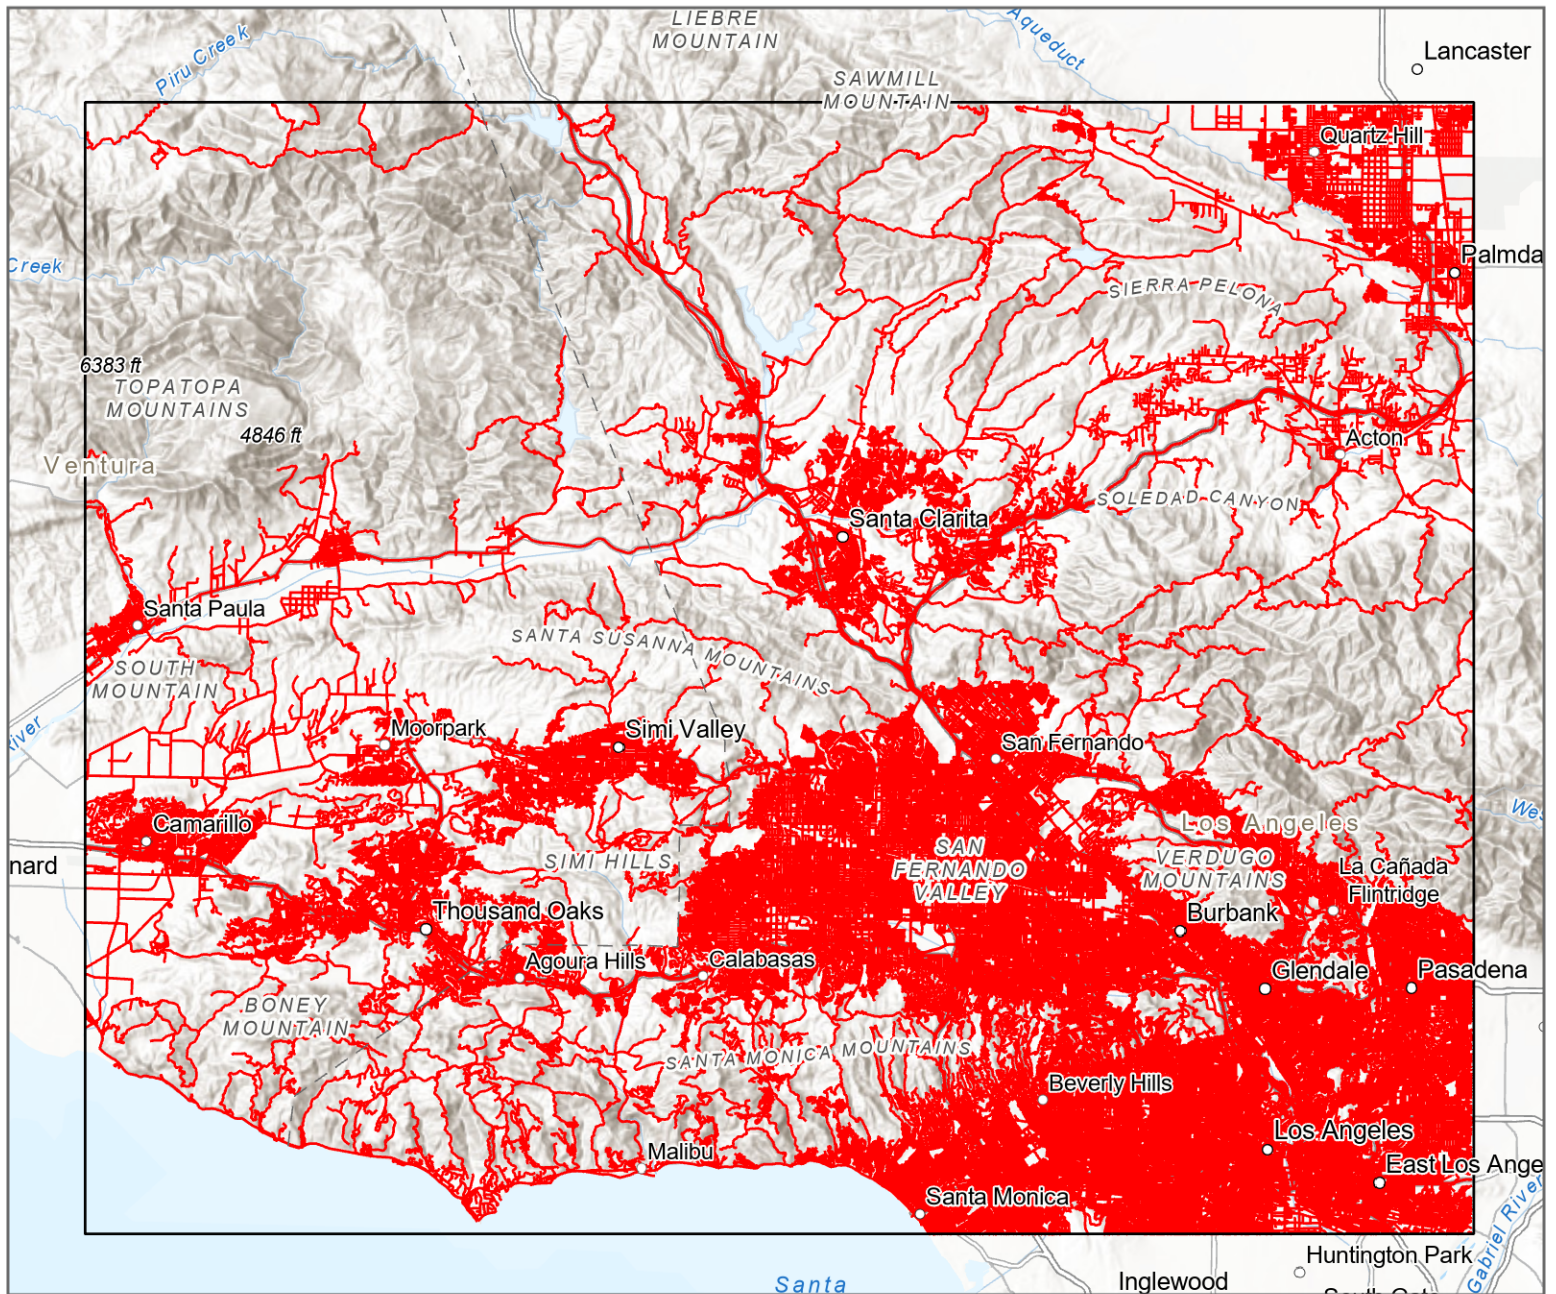 LIEBRE
MOUNTAIN
Aqueduct
Piru Creek
Lancaster
SAWMILL
MOUNTAIN
Quartz Hill
Creek
Palmda
SIERRA PELONA
6383 ft
TOPATOPA
MOUNTAINS
4846 ft
Acton
Ventura
SOLEDAD CANYON
Santa Clarita
Santa Paula
SANTA SUSANNA MOUNTAINS
SOUTH
MOUNTAIN
River
Moorpark
Simi Valley
San Fernando
Camarillo
Los Angeles
nard
SIMI HILLS
SAN
FERNANDO
VALLEY
VERDUGO
MOUNTAINS
La Cañada
Flintridge
Thousand Oaks
Burbank
Agoura Hills
Calabasas
Glendale
Pasadena
BONEY
MOUNTAIN
SANTA MONICA MOUNTAINS
Beverly Hills
Los Angeles
Malibu
East Los Ange
Santa Monica
Gabriel River
Huntington Park
Santa
Inglewood